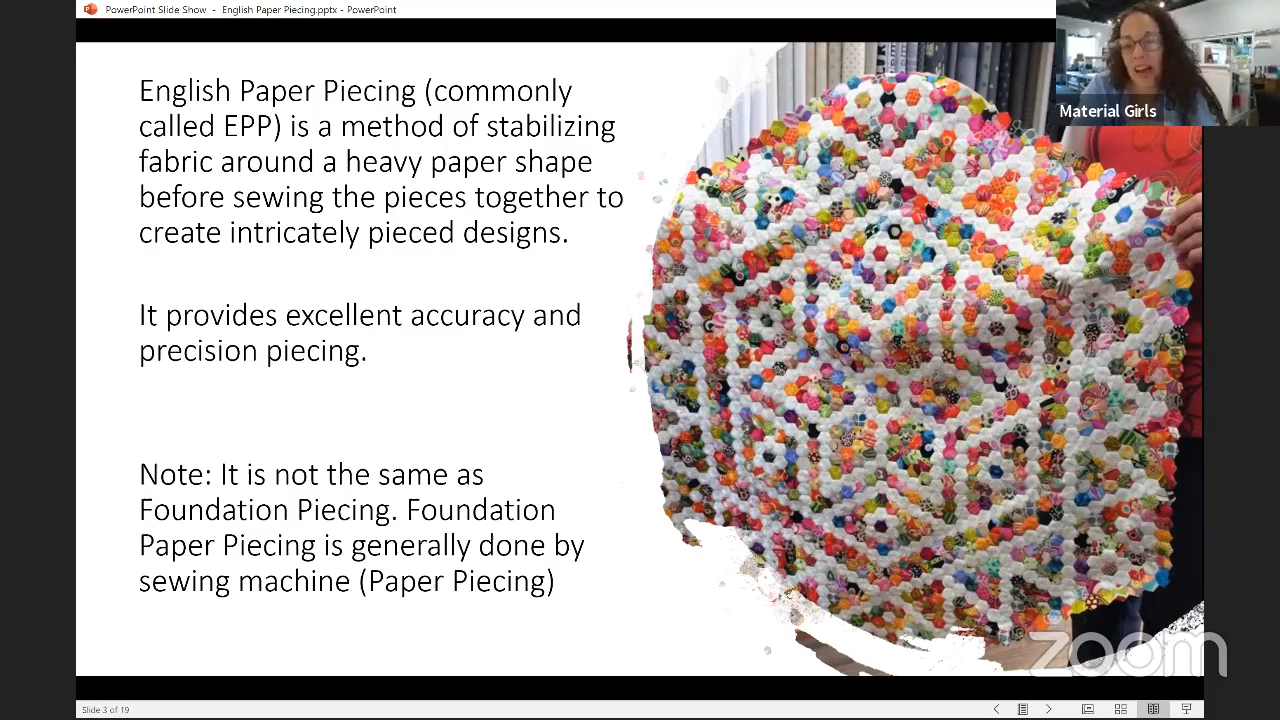 PowerPoint Slide Show - English Paper Piecing.pptx - PowerPoint
Material Girls
English Paper Piecing (commonly
called EPP) is a method of stabilizing
fabric around a heavy paper shape
before sewing the pieces together to
create intricately pieced designs.
It provides excellent accuracy and
precision piecing.
Note: It is not the same as
Foundation Piecing. Foundation
Paper Piecing is generally done by
sewing machine (Paper Piecing)
zoom
Slide 3 of 19